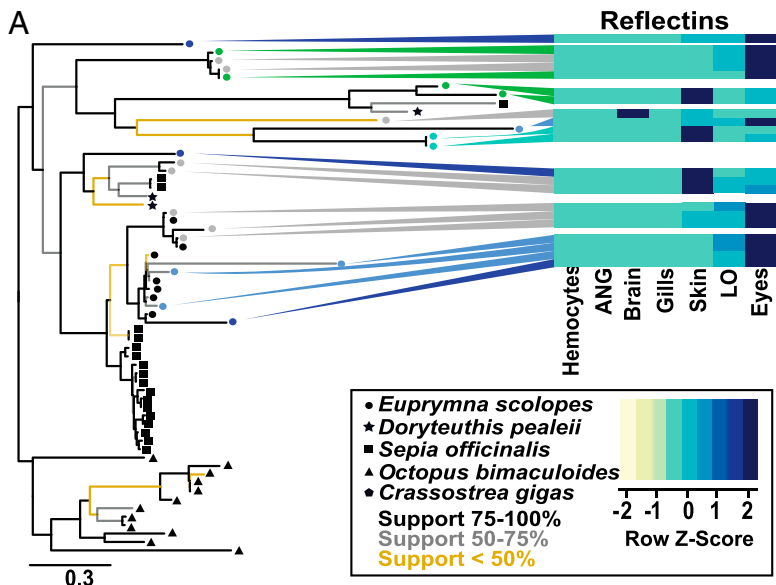 A
Reflectins
Hemocytes
ANG
Brain
Gills
Skin
LO
Eyes
Euprymna scolopes
Doryteuthis pealeii
Sepia officinalis
Octopus bimaculoides
Crassostrea gigas
Support 75-100%
Support 50-75%
Support < 50%
-2 -1 0 1 2
Row Z-Score
0.3